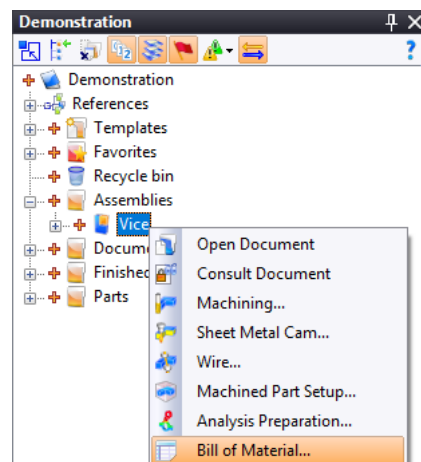 Demonstration
Demonstration
References
Templates
Favorites
Recycle bin
Assemblies
Vice
Open Document
Consult Document
Finished
Machining...
Parts
Sheet Metal Cam...
Wire...
Machined Part Setup...
Analysis Preparation...
Bill of Material...